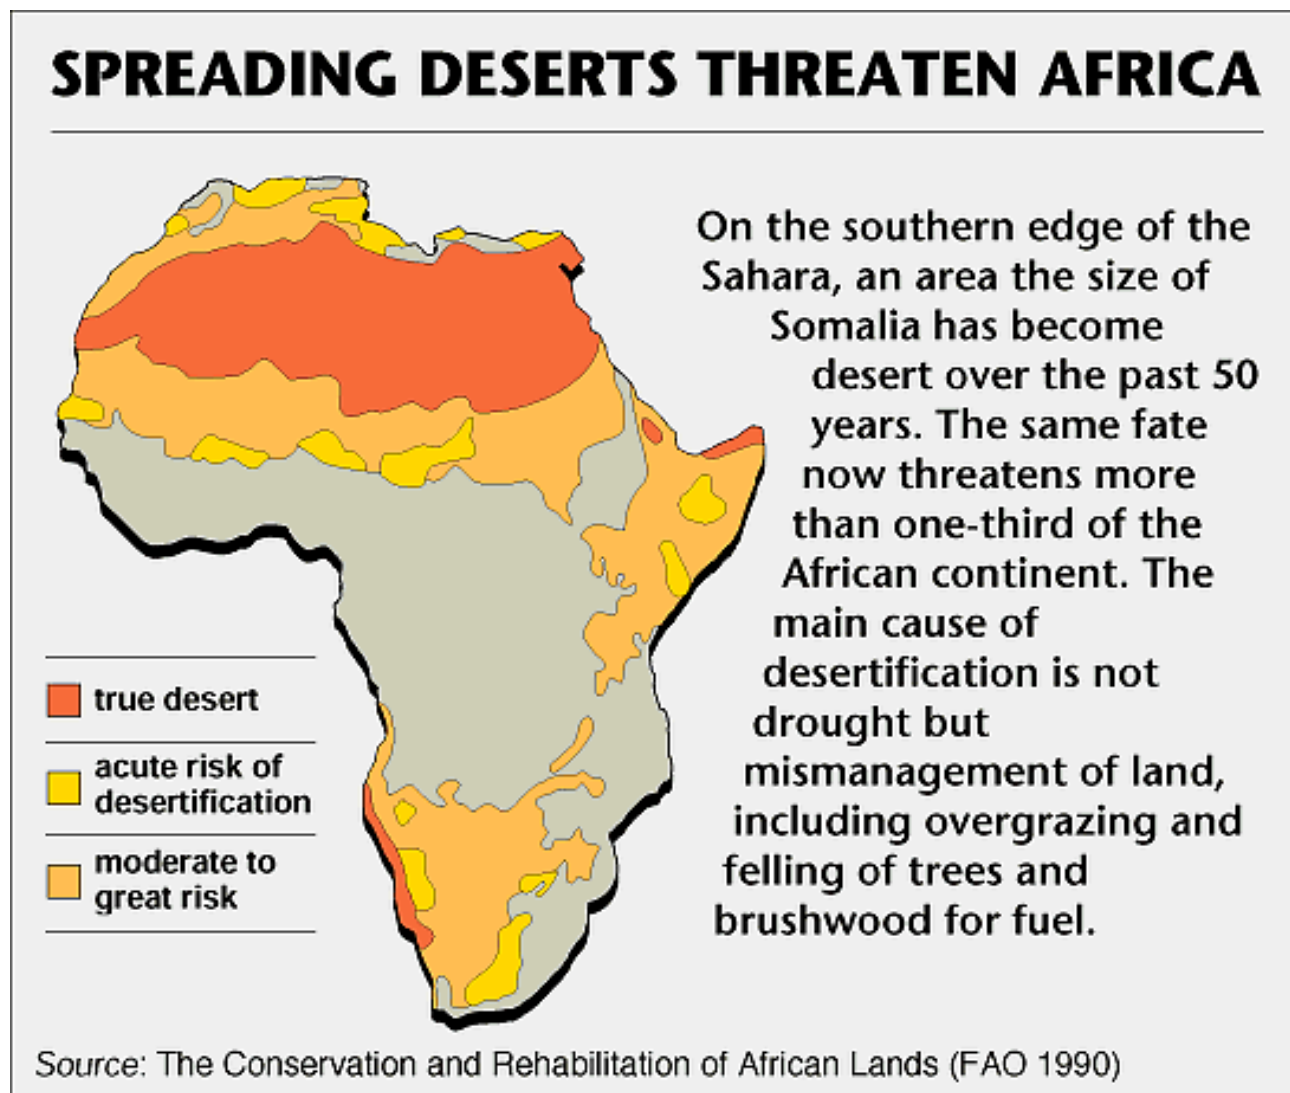 SPREADING DESERTS THREATEN AFRICA
On the southern edge of the
Sahara, an area the size of
Somalia has become
desert over the past 50
years. The same fate
now threatens more
than one-third of the
African continent. The
main cause of
desertification is not
drought but
mismanagement of land,
including overgrazing and
felling of trees and
brushwood for fuel.
true desert
acute risk of
desertification
moderate to
great risk
Source: The Conservation and Rehabilitation of African Lands (FAO 1990)